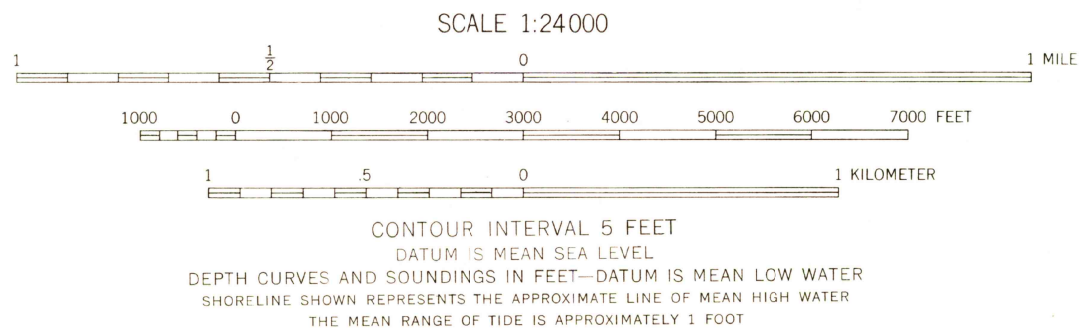 SCALE 1:24000
1 1/2 0 1 MILE
1000 0 1000 2000 3000 4000 5000 6000 7000 FEET
1 .5 0 1 KILOMETER
CONTOUR INTERVAL 5 FEET
DATUM IS MEAN SEA LEVEL
DEPTH CURVES AND SOUNDINGS IN FEET—DATUM IS MEAN LOW WATER
SHORELINE SHOWN REPRESENTS THE APPROXIMATE LINE OF MEAN HIGH WATER
THE MEAN RANGE OF TIDE IS APPROXIMATELY 1 FOOT